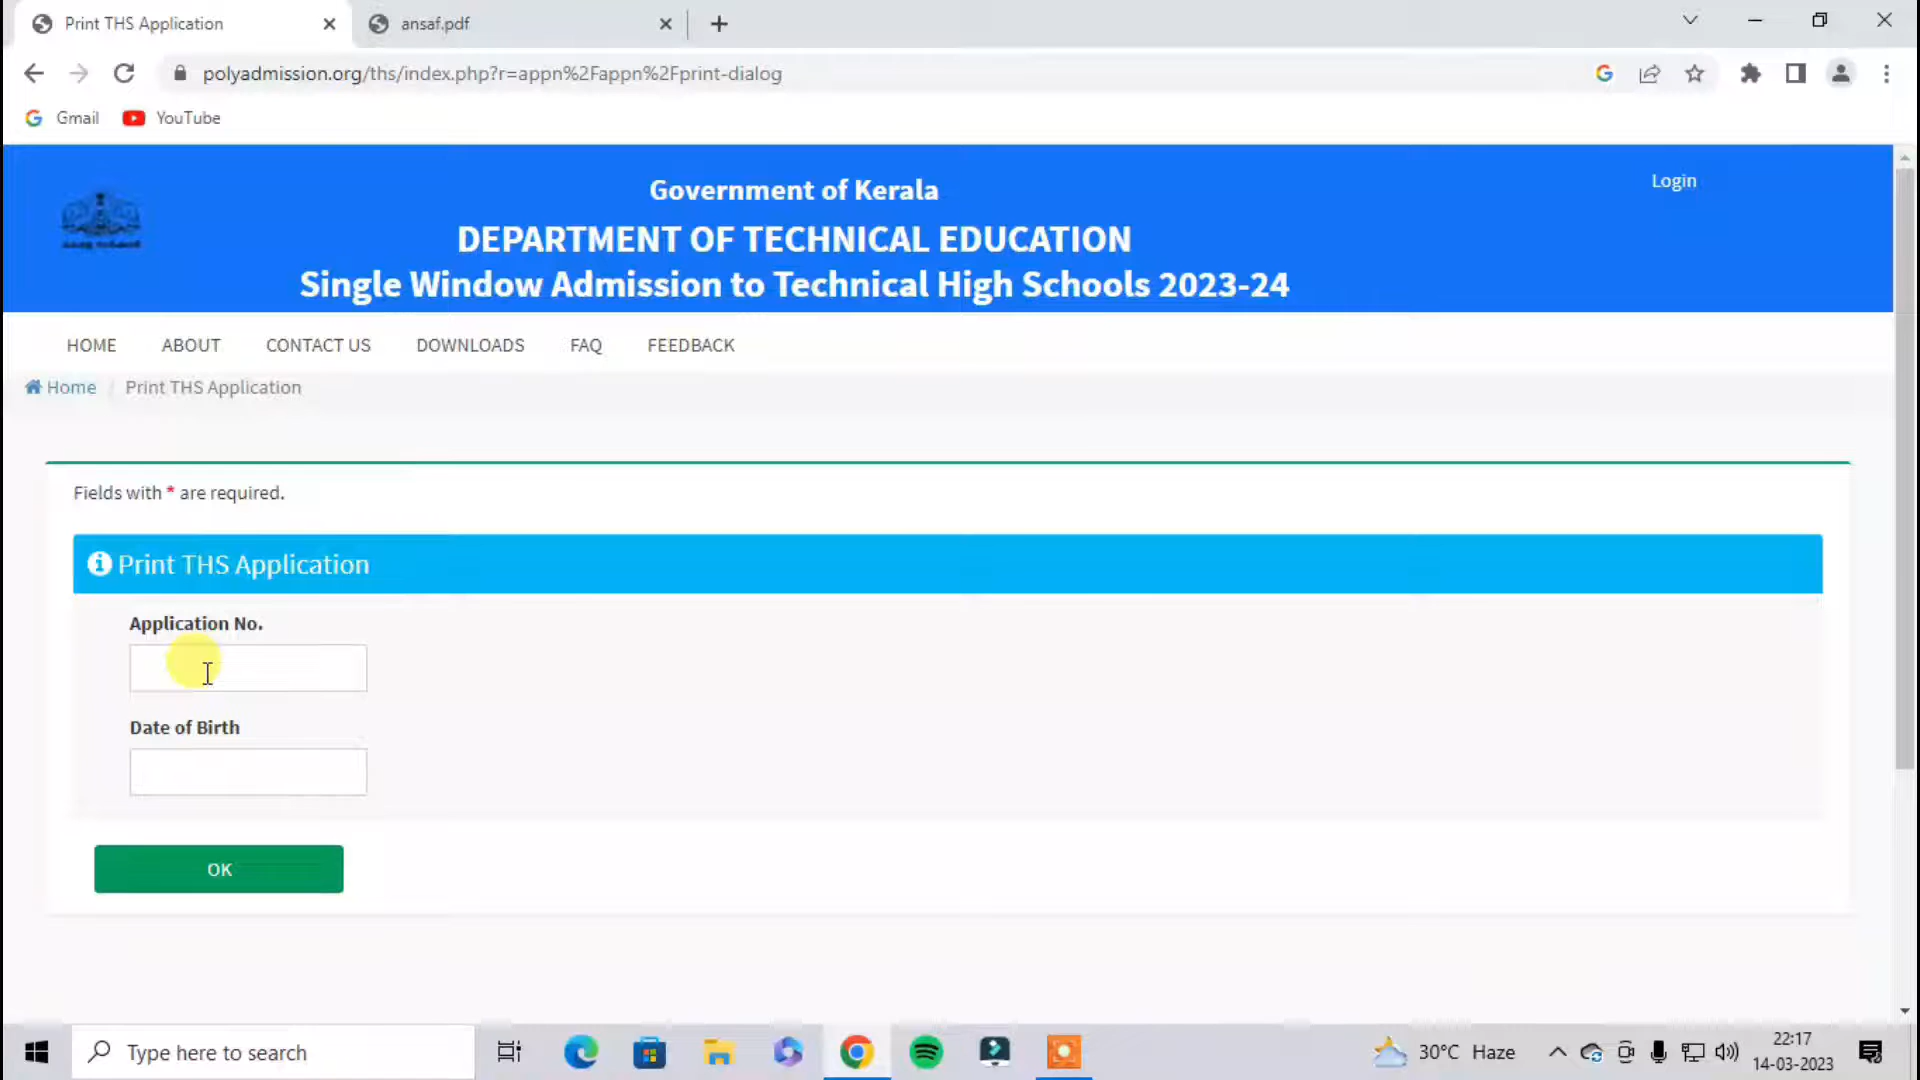 Print THS Application
ansaf.pdf
polyadmission.org/ths/index.php?r=appn%2Fappn%2Fprint-dialog
Gmail
YouTube
Government of Kerala
Login
DEPARTMENT OF TECHNICAL EDUCATION
Single Window Admission to Technical High Schools 2023-24
HOME ABOUT CONTACT US DOWNLOADS FAQ FEEDBACK
Home / Print THS Application
Fields with * are required.
Print THS Application
Application No.
Date of Birth
OK
Type here to search
30°C Haze
22:17
14-03-2023